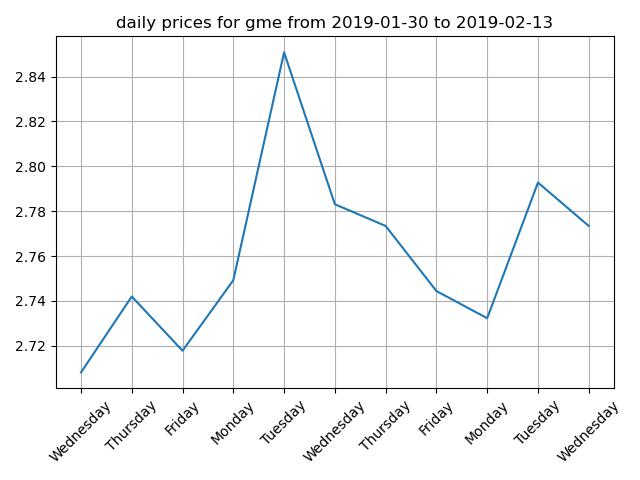 daily prices for gme from 2019-01-30 to 2019-02-13
2.84
2.82
2.80
2.78
2.76
2.74
2.72
Wednesday
Thursday
Friday
Monday
Tuesday
Wednesday
Thursday
Friday
Monday
Tuesday
Wednesday